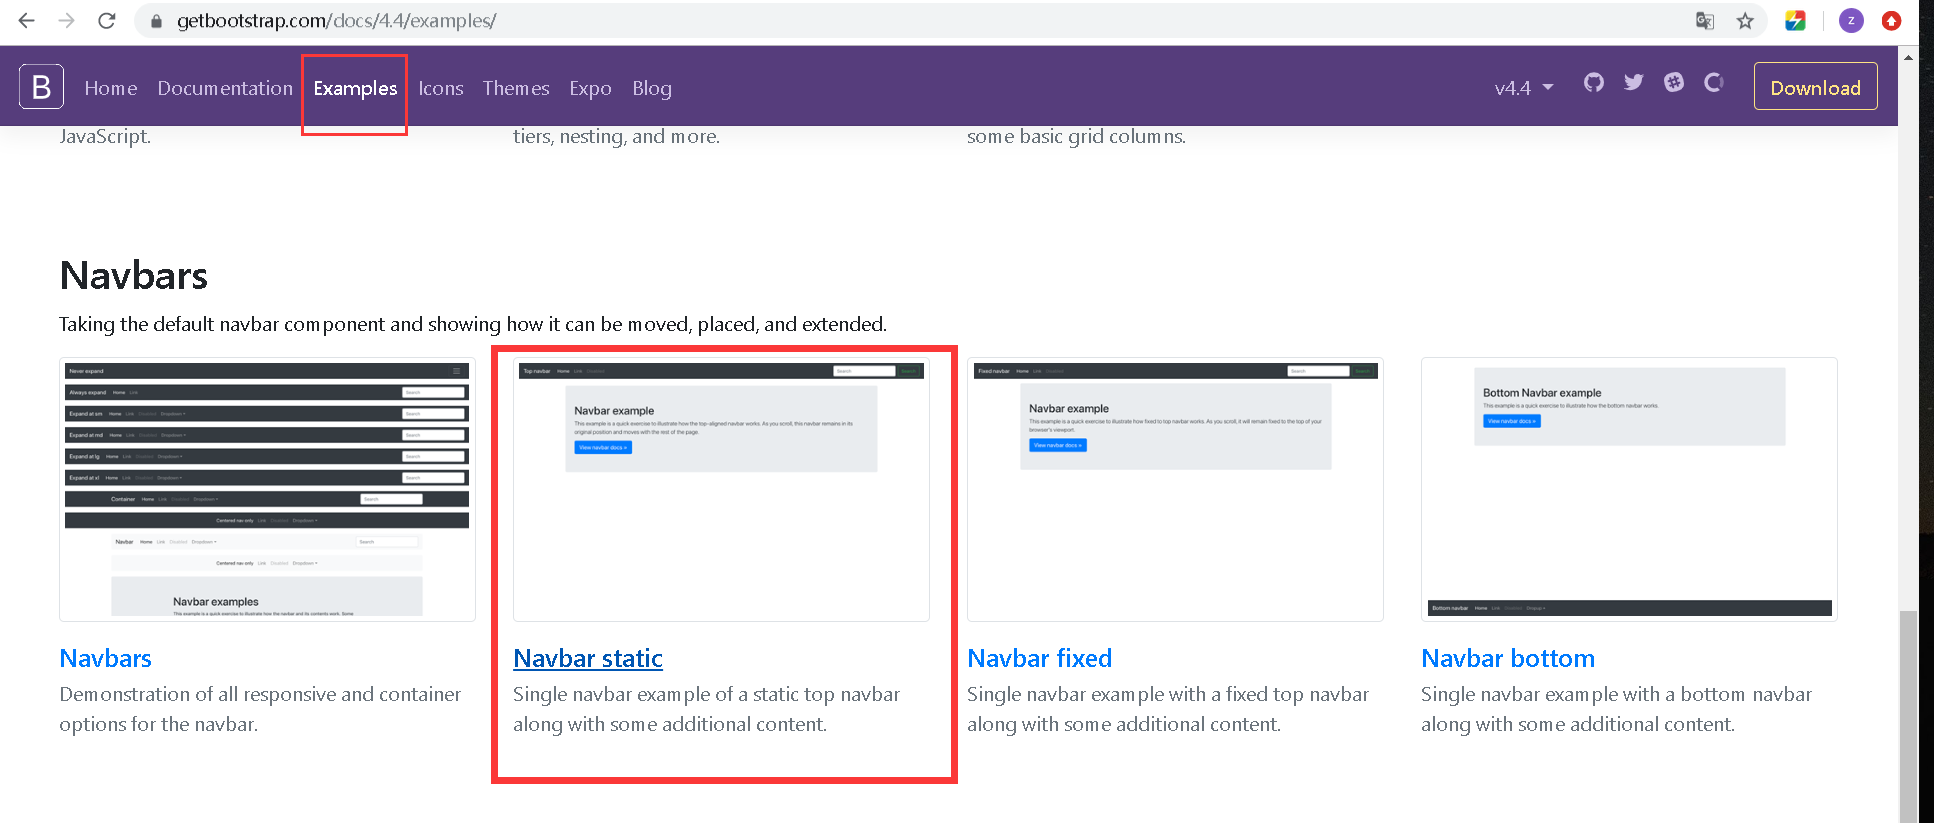 getbootstrap.com/docs/4.4/examples/
z
B Home Documentation Examples Icons Themes Expo Blog v4.4 Download
JavaScript. tiers, nesting, and more. some basic grid columns.
Navbars
Taking the default navbar component and showing how it can be moved, placed, and extended.
Never expand
Always expand Home Link Search
Expand at sm Home Link Disabled Dropdown Search
Expand at md Home Link Disabled Dropdown Search
Expand at lg Home Link Disabled Dropdown Search
Expand at xl Home Link Disabled Dropdown Search
Container Home Link Disabled Dropdown Search
Centered nav only Link Disabled Dropdown
Navbar Home Link Disabled Dropdown Search
Centered nav only Link Disabled Dropdown
Navbar examples
This example is a quick exercise to illustrate how the navbar and its contents work. Some
Top navbar Home Link Disabled Search Search
Navbar example
This example is a quick exercise to illustrate how the top-aligned navbar works. As you scroll, this navbar remains in its
original position and moves with the rest of the page.
View navbar docs »
Fixed navbar Home Link Disabled Search Search
Navbar example
This example is a quick exercise to illustrate how fixed to top navbar works. As you scroll, it will remain fixed to the top of your
browser's viewport.
View navbar docs »
Bottom Navbar example
This example is a quick exercise to illustrate how the bottom navbar works.
View navbar docs »
Bottom navbar Home Link Disabled Dropup
Navbars
Demonstration of all responsive and container
options for the navbar.
Navbar static
Single navbar example of a static top navbar
along with some additional content.
Navbar fixed
Single navbar example with a fixed top navbar
along with some additional content.
Navbar bottom
Single navbar example with a bottom navbar
along with some additional content.